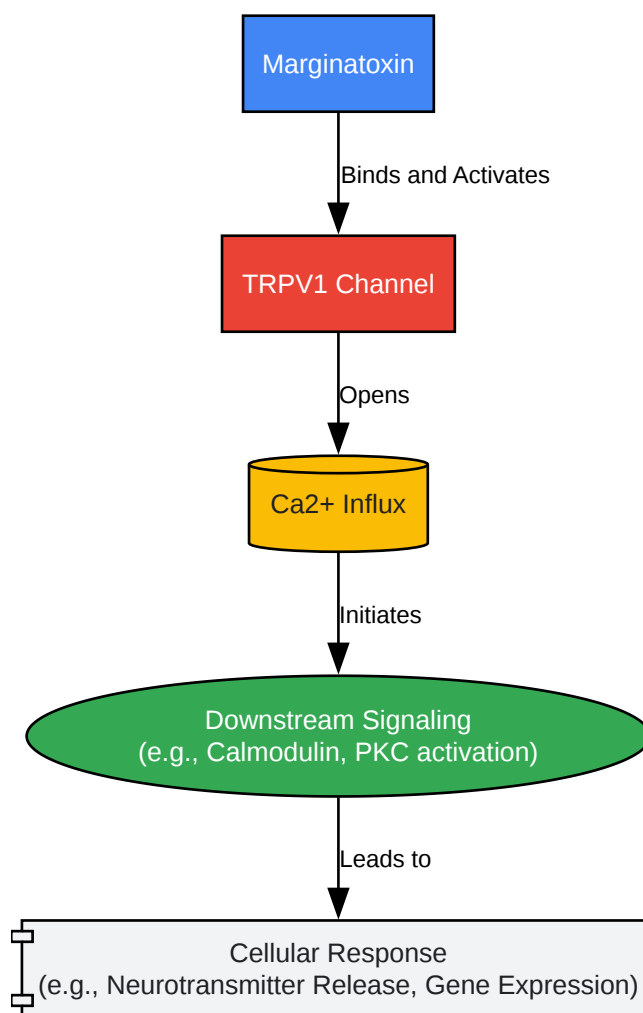 Marginatoxin
Binds and Activates
TRPV1 Channel
Opens
Ca2+ Influx
Initiates
Downstream Signaling
(e.g., Calmodulin, PKC activation)
Leads to
Cellular Response
(e.g., Neurotransmitter Release, Gene Expression)